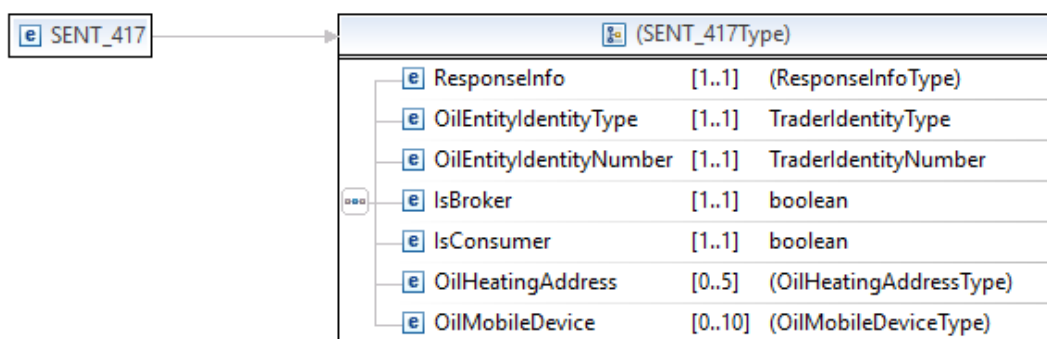 e SENT_417
(SENT_417Type)
e ResponseInfo [1..1] (ResponseInfoType)
e OilEntityIdentityType [1..1] TraderIdentityType
e OilEntityIdentityNumber [1..1] TraderIdentityNumber
e IsBroker [1..1] boolean
e IsConsumer [1..1] boolean
e OilHeatingAddress [0..5] (OilHeatingAddressType)
e OilMobileDevice [0..10] (OilMobileDeviceType)